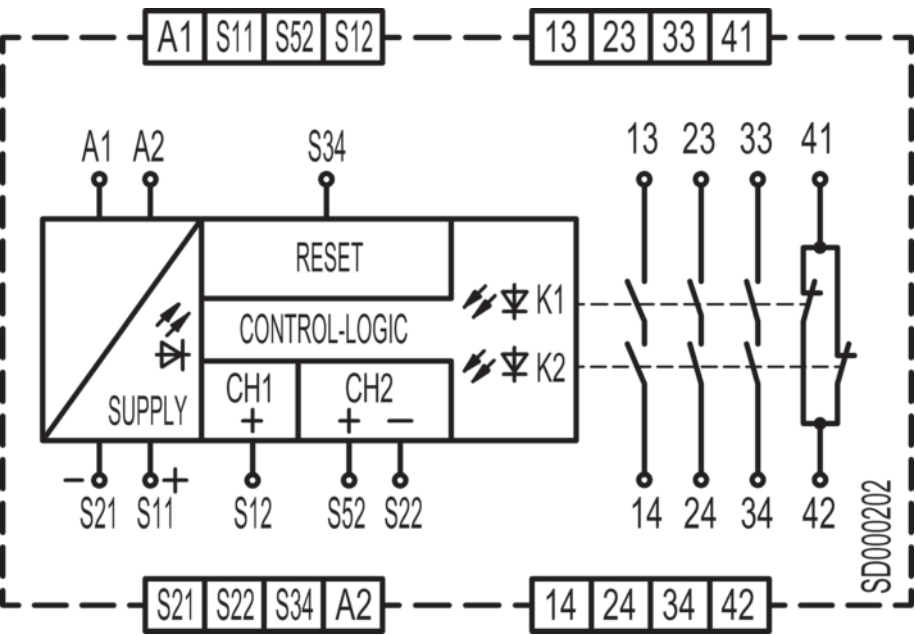 A1 S11 S52 S12 13 23 33 41
A1 A2 S34 13 23 33 41
RESET
K1
CONTROL-LOGIC
K2
CH1 CH2
SUPPLY + + −
− +
S21 S11 S12 S52 S22 14 24 34 42
SD000202
S21 S22 S34 A2 14 24 34 42